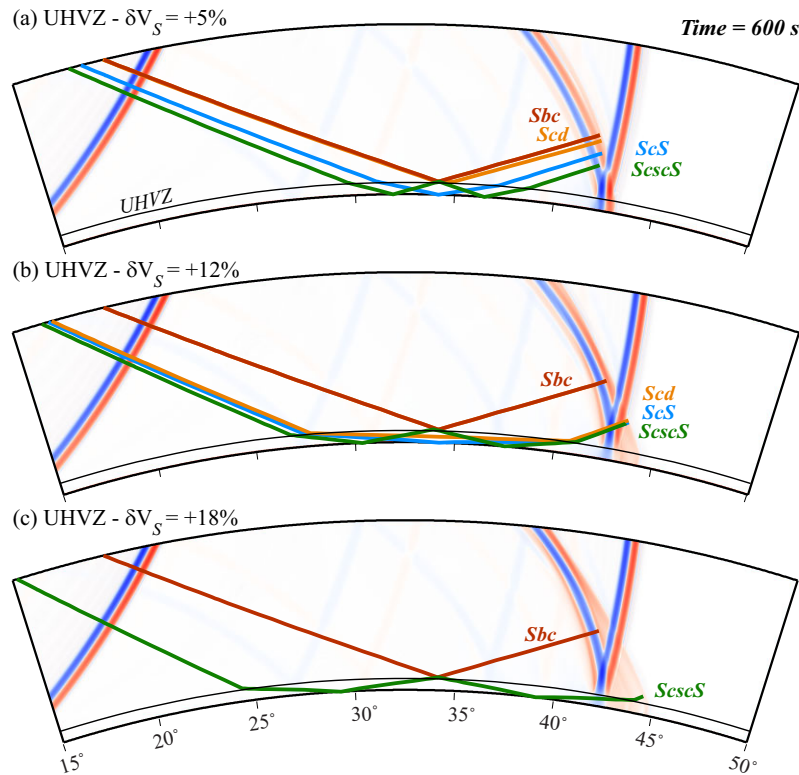 (a) UHVZ - δV_S = +5%
Time = 600 s
Sbc
Scd
ScS
ScscS
UHVZ
(b) UHVZ - δV_S = +12%
Sbc
Scd
ScS
ScscS
(c) UHVZ - δV_S = +18%
Sbc
ScscS
15° 20° 25° 30° 35° 40° 45° 50°